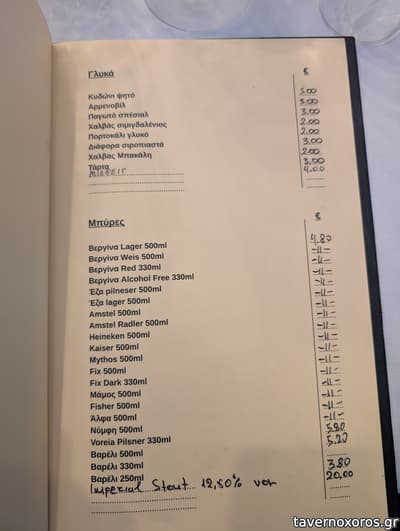 Γλυκά €
Κυδώνι ψητό 5.00
Αρμενοβίλ 5.00
Παγωτό σπέσιαλ 3.00
Χαλβάς σιμιγδαλένιος 2.00
Πορτοκάλι γλυκό 2.00
Διάφορα σιροπιαστά 3.00
Χαλβάς Μπακάλη 2.00
Τάρτα 3.00
4.00
Μπύρες €
Βεργίνα Lager 500ml 4.80
Βεργίνα Weis 500ml -//-
Βεργίνα Red 330ml -//-
Βεργίνα Alcohol Free 330ml -//-
Έζα pilneser 500ml -//-
Έζα lager 500ml -//-
Amstel 500ml -//-
Amstel Radler 500ml -//-
Heineken 500ml -//-
Kaiser 500ml -//-
Mythos 500ml -//-
Fix 500ml -//-
Fix Dark 330ml -//-
Μάμος 500ml -//-
Fisher 500ml -//-
Άλφα 500ml -//-
Νύμφη 500ml 5.20
Voreia Pilsner 330ml 5.20
Βαρέλι 500ml
Βαρέλι 330ml 3.80
Βαρέλι 250ml 20,00
Imperial Stout 12,50% vol
tavernoxoros.gr